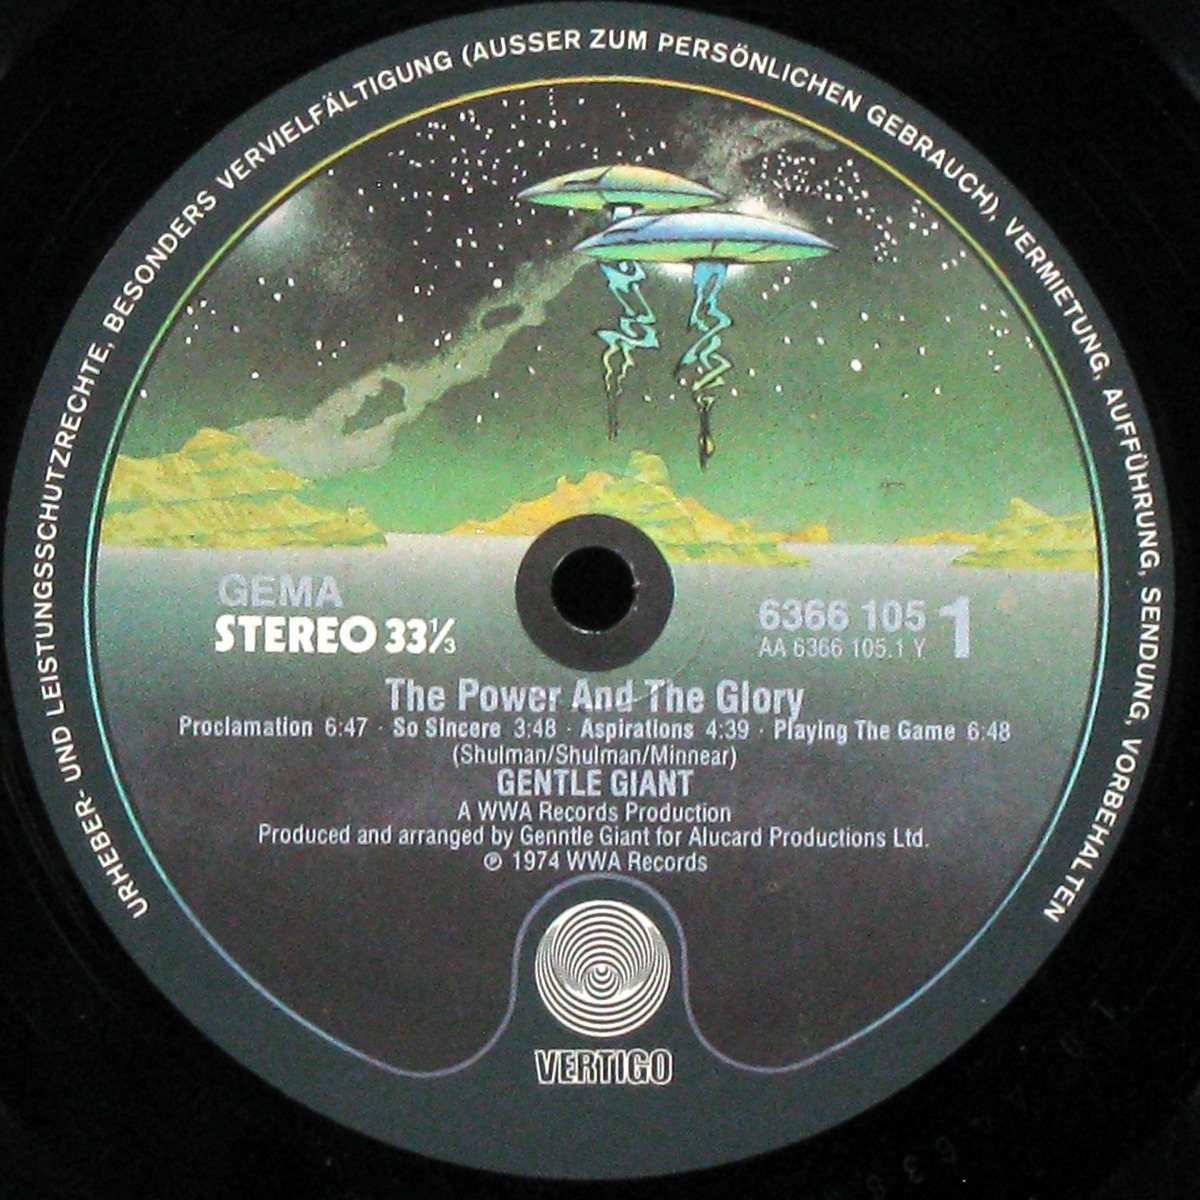 URHEBER- UND LEISTUNGSSCHUTZRECHTE, BESONDERS VERVIELFÄLTIGUNG (AUSSER ZUM PERSÖNLICHEN GEBRAUCH), VERMIETUNG, AUFFÜHRUNG, SENDUNG, VORBEHALTEN
GEMA
STEREO 33⅓
6366 105 1
AA 6366 105.1 Y
The Power And The Glory
Proclamation 6:47 · So Sincere 3:48 · Aspirations 4:39 · Playing The Game 6:48
(Shulman/Shulman/Minnear)
GENTLE GIANT
A WWA Records Production
Produced and arranged by Genntle Giant for Alucard Productions Ltd.
℗ 1974 WWA Records
VERTIGO